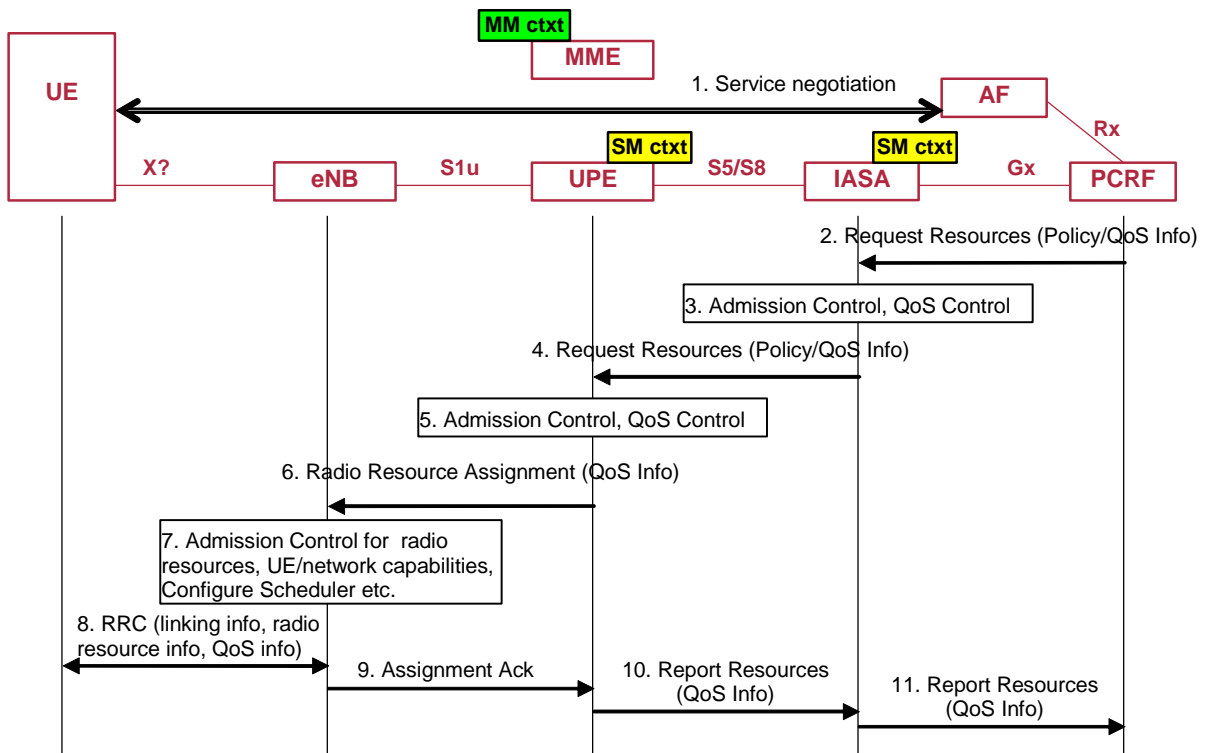 MM ctxt
MME
UE
1. Service negotiation
AF
Rx
SM ctxt
SM ctxt
X?
eNB
S1u
UPE
S5/S8
IASA
Gx
PCRF
2. Request Resources (Policy/QoS Info)
3. Admission Control, QoS Control
4. Request Resources (Policy/QoS Info)
5. Admission Control, QoS Control
6. Radio Resource Assignment (QoS Info)
7. Admission Control for radio
resources, UE/network capabilities,
Configure Scheduler etc.
8. RRC (linking info, radio
resource info, QoS info)
9. Assignment Ack
10. Report Resources
(QoS Info)
11. Report Resources
(QoS Info)